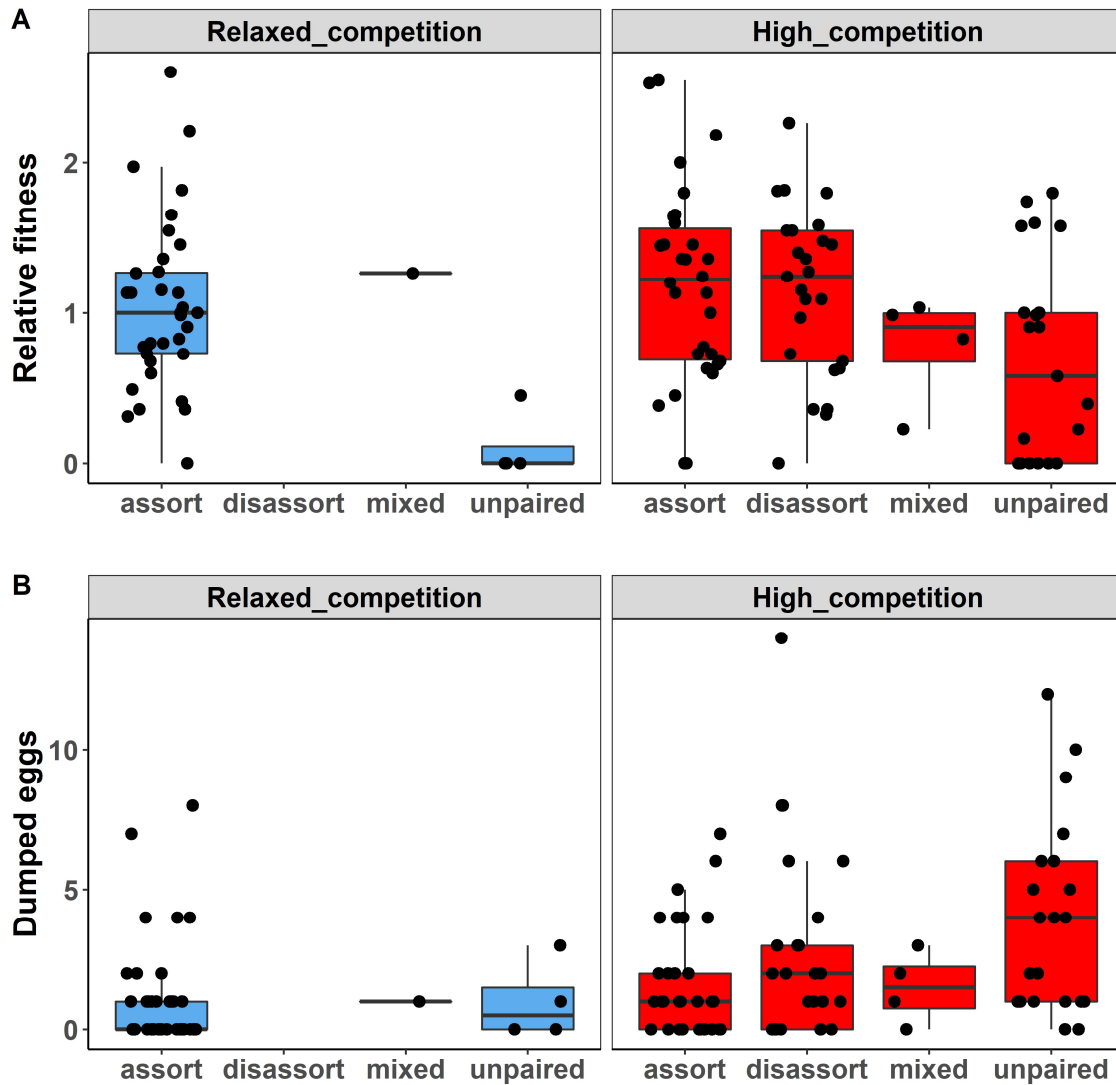 A
Relaxed_competition High_competition
Relative fitness
2
1
0
assort disassort mixed unpaired assort disassort mixed unpaired
B
Relaxed_competition High_competition
Dumped eggs
10
5
0
assort disassort mixed unpaired assort disassort mixed unpaired